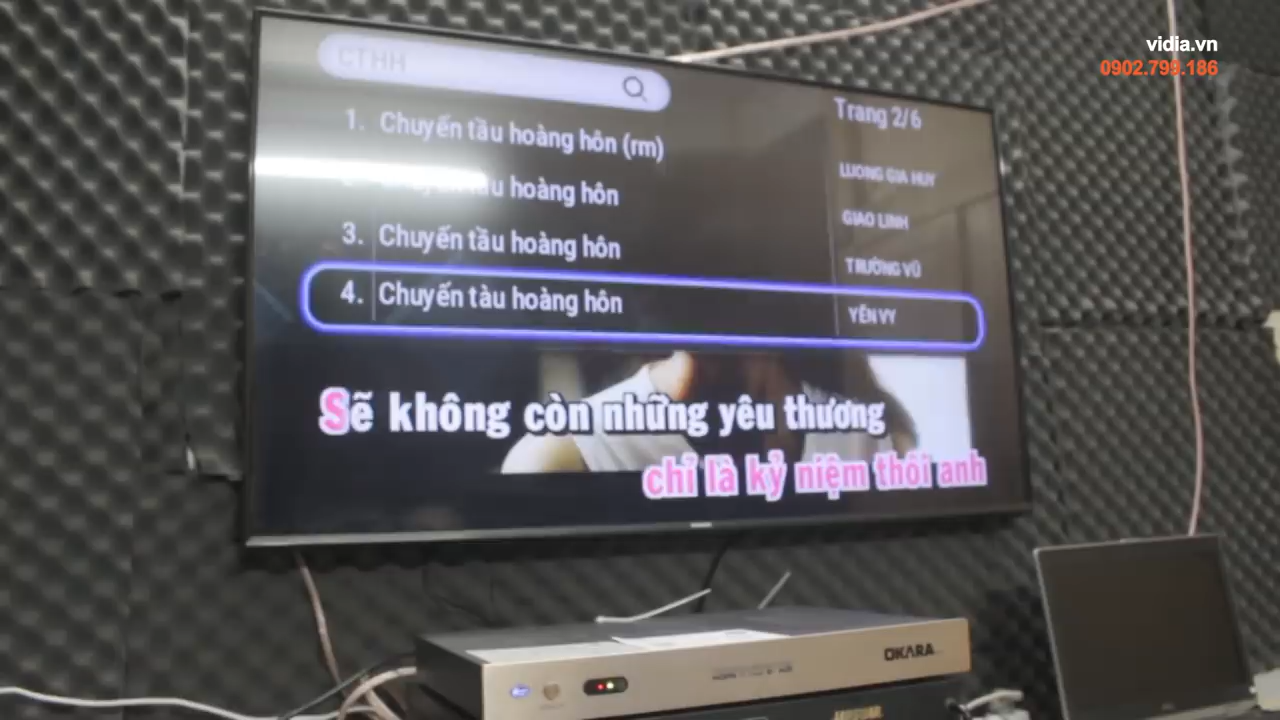 vidia.vn
0902.799.186
CTHH
Trang 2/6
1. Chuyến tầu hoàng hôn (rm)
LUONG GIA HUY
hoàng hôn
GIAO LINH
3. Chuyến tầu hoàng hôn
TRƯỜNG VŨ
4. Chuyến tàu hoàng hôn
YẾN VY
Sẽ không còn những yêu thương
chỉ là kỷ niệm thôi anh
OKARA